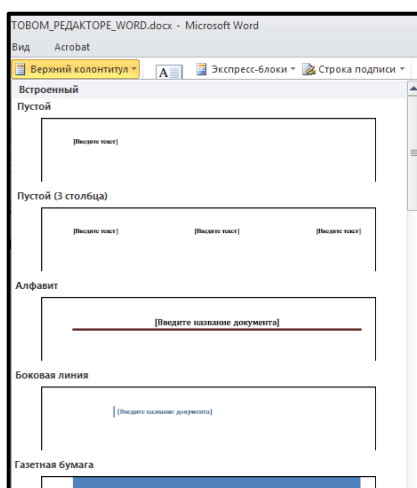 ТОВОМ_РЕДАКТОРЕ_WORD.docx - Microsoft Word
Вид Acrobat
Верхний колонтитул A Экспресс-блоки Строка подписи
Встроенный
Пустой
[Введите текст]
Пустой (3 столбца)
[Введите текст] [Введите текст] [Введите текст]
Алфавит
[Введите название документа]
Боковая линия
[Введите название документа]
Газетная бумага